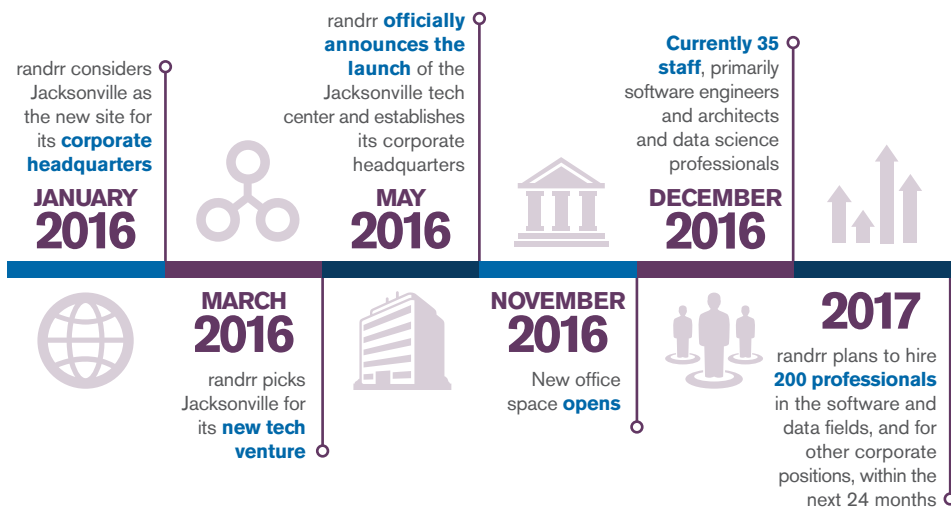 randrr considers
Jacksonville as
the new site for
its corporate
headquarters
JANUARY
2016
MARCH
2016
randrr picks
Jacksonville for
its new tech
venture
randrr officially
announces the
launch of the
Jacksonville tech
center and establishes
its corporate
headquarters
MAY
2016
NOVEMBER
2016
New office
space opens
Currently 35
staff, primarily
software engineers
and architects
and data science
professionals
DECEMBER
2016
2017
randrr plans to hire
200 professionals
in the software and
data fields, and for
other corporate
positions, within the
next 24 months